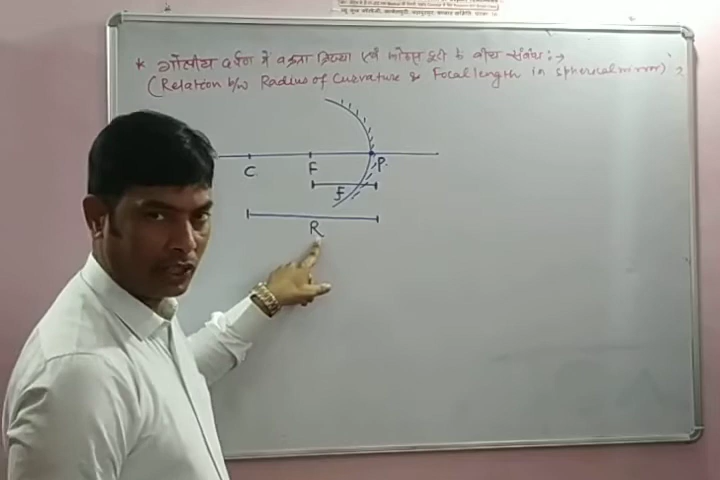 * गोलीय दर्पण में वक्रता त्रिज्या एवं फोकस दूरी के बीच संबंध :→
(Relation b/w Radius of Curvature & Focal length in spherical mirror)
C F P
f
R